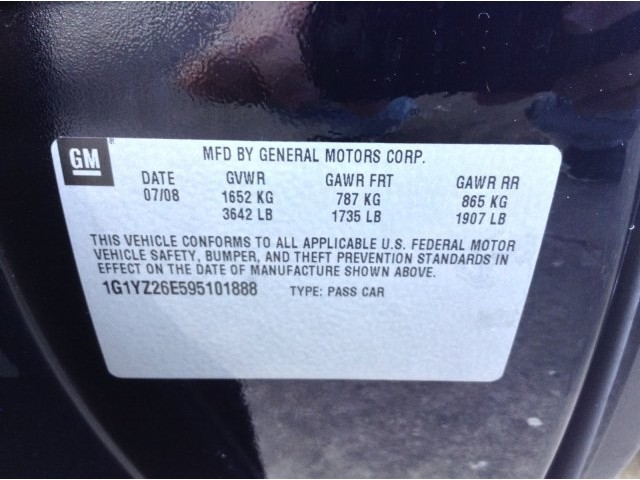 GM MFD BY GENERAL MOTORS CORP.
DATE GVWR GAWR FRT GAWR RR
07/08 1652 KG 787 KG 865 KG
3642 LB 1735 LB 1907 LB
THIS VEHICLE CONFORMS TO ALL APPLICABLE U.S. FEDERAL MOTOR
VEHICLE SAFETY, BUMPER, AND THEFT PREVENTION STANDARDS IN
EFFECT ON THE DATE OF MANUFACTURE SHOWN ABOVE.
1G1YZ26E595101888 TYPE: PASS CAR